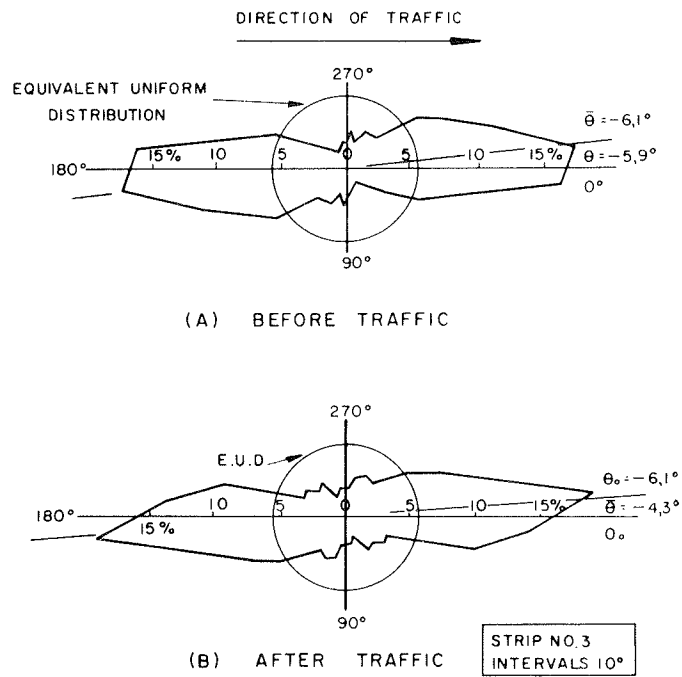 DIRECTION OF TRAFFIC
270°
EQUIVALENT UNIFORM
DISTRIBUTION
θ̄ = -6,1°
15% 10 5 0 5 10 15% θ = -5,9°
180°
0°
90°
(A) BEFORE TRAFFIC
270°
E.U.D
θ₀ = -6,1°
180° 10 5 0 5 10 15% θ̄ = -4,3°
15%
0°
90°
STRIP NO.3
INTERVALS 10°
(B) AFTER TRAFFIC